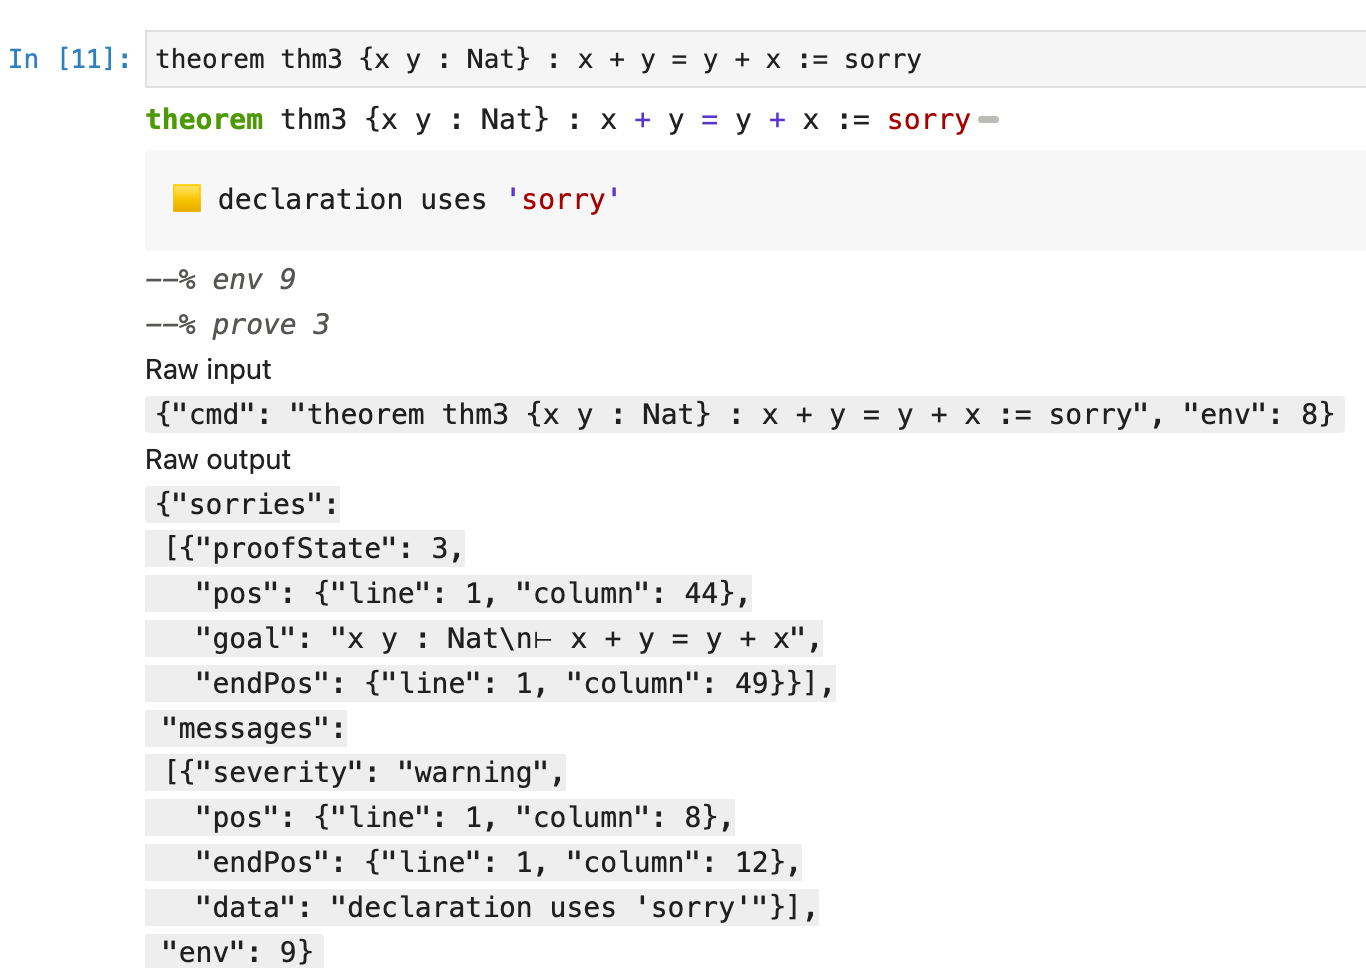 In [11]: theorem thm3 {x y : Nat} : x + y = y + x := sorry
theorem thm3 {x y : Nat} : x + y = y + x := sorry
declaration uses 'sorry'
--% env 9
--% prove 3
Raw input
{"cmd": "theorem thm3 {x y : Nat} : x + y = y + x := sorry", "env": 8}
Raw output
{"sorries":
 [{"proofState": 3,
   "pos": {"line": 1, "column": 44},
   "goal": "x y : Nat\n⊢ x + y = y + x",
   "endPos": {"line": 1, "column": 49}}],
 "messages":
 [{"severity": "warning",
   "pos": {"line": 1, "column": 8},
   "endPos": {"line": 1, "column": 12},
   "data": "declaration uses 'sorry'"}],
 "env": 9}